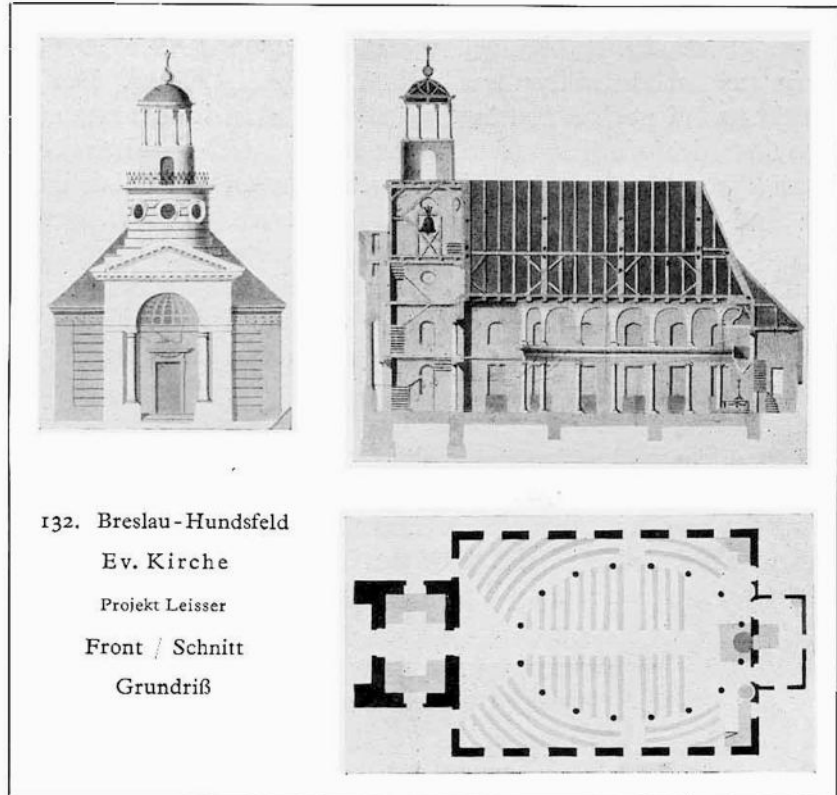 132. Breslau-Hundsfeld
Ev. Kirche
Projekt Leisser
Front / Schnitt
Grundriß